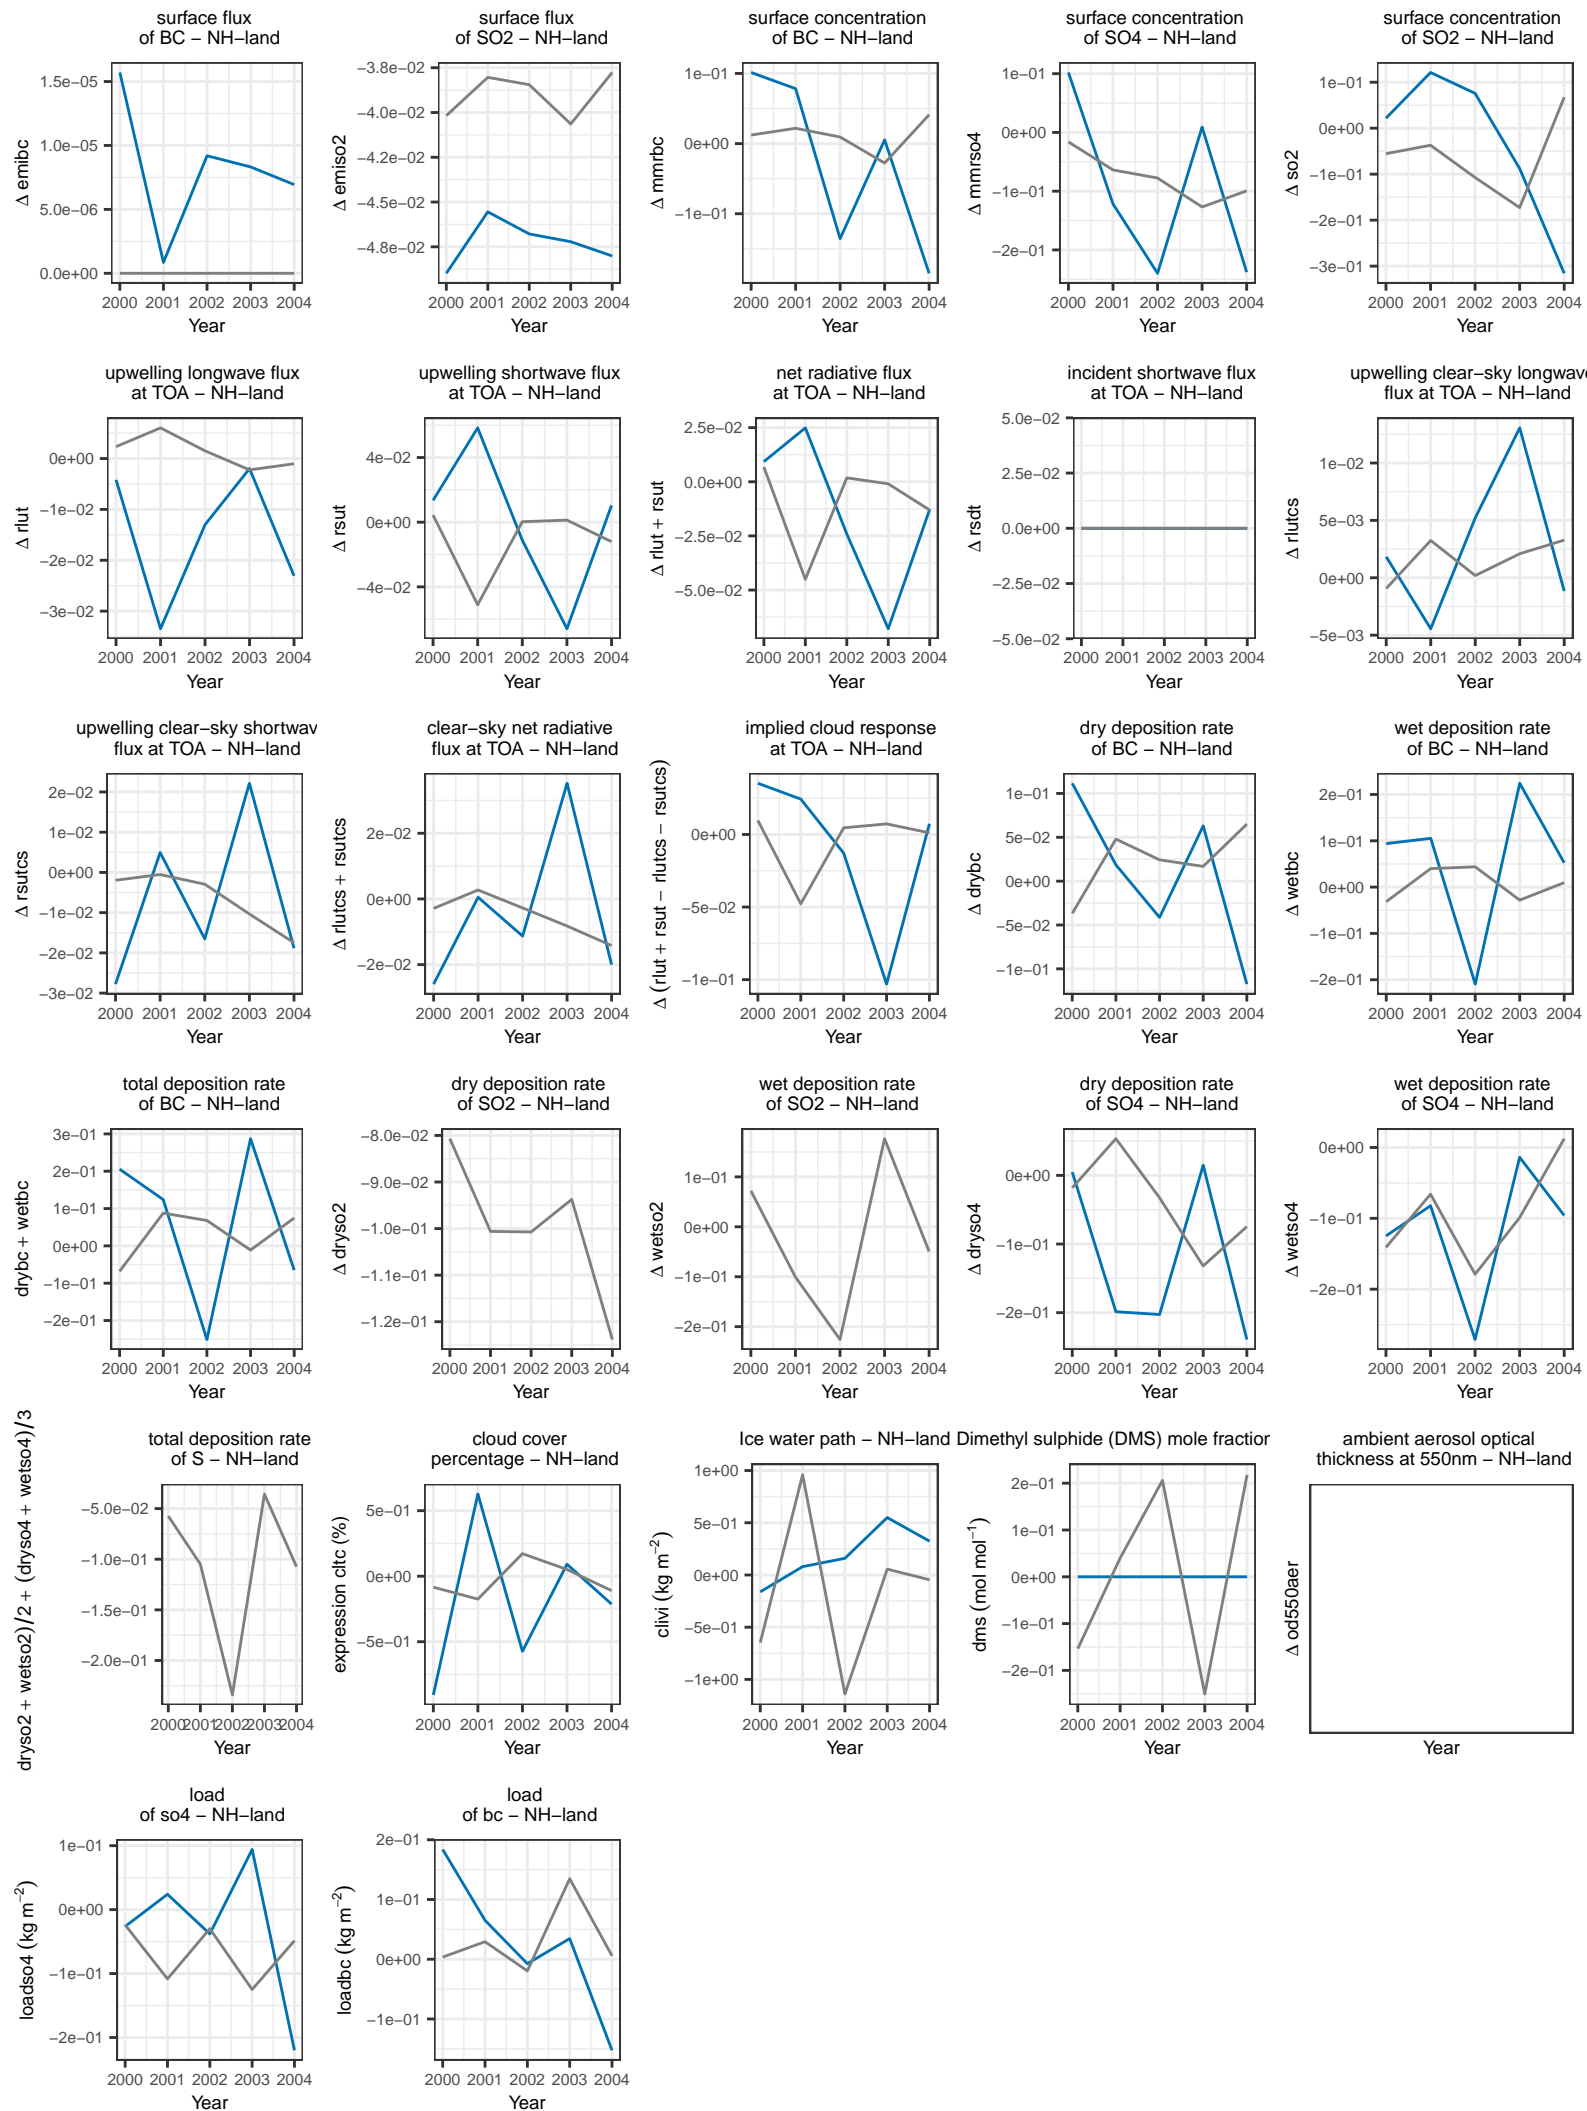 surface flux
of BC − NH−land
Δ emibc
1.5e−05
1.0e−05
5.0e−06
0.0e+00
2000 2001 2002 2003 2004
Year
surface flux
of SO2 − NH−land
Δ emiso2
−3.8e−02
−4.0e−02
−4.2e−02
−4.5e−02
−4.8e−02
2000 2001 2002 2003 2004
Year
surface concentration
of BC − NH−land
Δ mmrbc
1e−01
0e+00
−1e−01
2000 2001 2002 2003 2004
Year
surface concentration
of SO4 − NH−land
Δ mmrso4
1e−01
0e+00
−1e−01
−2e−01
2000 2001 2002 2003 2004
Year
surface concentration
of SO2 − NH−land
Δ so2
1e−01
0e+00
−1e−01
−2e−01
−3e−01
2000 2001 2002 2003 2004
Year
upwelling longwave flux
at TOA − NH−land
Δ rlut
0e+00
−1e−02
−2e−02
−3e−02
2000 2001 2002 2003 2004
Year
upwelling shortwave flux
at TOA − NH−land
Δ rsut
4e−02
0e+00
−4e−02
2000 2001 2002 2003 2004
Year
net radiative flux
at TOA − NH−land
Δ rlut + rsut
2.5e−02
0.0e+00
−2.5e−02
−5.0e−02
2000 2001 2002 2003 2004
Year
incident shortwave flux
at TOA − NH−land
Δ rsdt
5.0e−02
2.5e−02
0.0e+00
−2.5e−02
−5.0e−02
2000 2001 2002 2003 2004
Year
upwelling clear−sky longwave
flux at TOA − NH−land
Δ rlutcs
1e−02
5e−03
0e+00
−5e−03
2000 2001 2002 2003 2004
Year
upwelling clear−sky shortwav
flux at TOA − NH−land
Δ rsutcs
2e−02
1e−02
0e+00
−1e−02
−2e−02
−3e−02
2000 2001 2002 2003 2004
Year
clear−sky net radiative
flux at TOA − NH−land
Δ rlutcs + rsutcs
2e−02
0e+00
−2e−02
2000 2001 2002 2003 2004
Year
implied cloud response
at TOA − NH−land
Δ (rlut + rsut − rlutcs − rsutcs)
0e+00
−5e−02
−1e−01
2000 2001 2002 2003 2004
Year
dry deposition rate
of BC − NH−land
Δ drybc
1e−01
5e−02
0e+00
−5e−02
−1e−01
2000 2001 2002 2003 2004
Year
wet deposition rate
of BC − NH−land
Δ wetbc
2e−01
1e−01
0e+00
−1e−01
−2e−01
2000 2001 2002 2003 2004
Year
total deposition rate
of BC − NH−land
drybc + wetbc
3e−01
2e−01
1e−01
0e+00
−1e−01
−2e−01
2000 2001 2002 2003 2004
Year
dry deposition rate
of SO2 − NH−land
Δ dryso2
−8.0e−02
−9.0e−02
−1.0e−01
−1.1e−01
−1.2e−01
2000 2001 2002 2003 2004
Year
wet deposition rate
of SO2 − NH−land
Δ wetso2
1e−01
0e+00
−1e−01
−2e−01
2000 2001 2002 2003 2004
Year
dry deposition rate
of SO4 − NH−land
Δ dryso4
0e+00
−1e−01
−2e−01
2000 2001 2002 2003 2004
Year
wet deposition rate
of SO4 − NH−land
Δ wetso4
0e+00
−1e−01
−2e−01
2000 2001 2002 2003 2004
Year
total deposition rate
of S − NH−land
dryso2 + wetso2)/2 + (dryso4 + wetso4)/3
−5.0e−02
−1.0e−01
−1.5e−01
−2.0e−01
2000 2001 2002 2003 2004
Year
cloud cover
percentage − NH−land
expression cltc (%)
5e−01
0e+00
−5e−01
2000 2001 2002 2003 2004
Year
Ice water path − NH−land
clivi (kg m⁻²)
1e+00
5e−01
0e+00
−5e−01
−1e+00
2000 2001 2002 2003 2004
Year
Dimethyl sulphide (DMS) mole fraction
dms (mol mol⁻¹)
2e−01
1e−01
0e+00
−1e−01
−2e−01
2000 2001 2002 2003 2004
Year
ambient aerosol optical
thickness at 550nm − NH−land
Δ od550aer
Year
load
of so4 − NH−land
loadso4 (kg m⁻²)
1e−01
0e+00
−1e−01
−2e−01
2000 2001 2002 2003 2004
Year
load
of bc − NH−land
loadbc (kg m⁻²)
2e−01
1e−01
0e+00
−1e−01
2000 2001 2002 2003 2004
Year